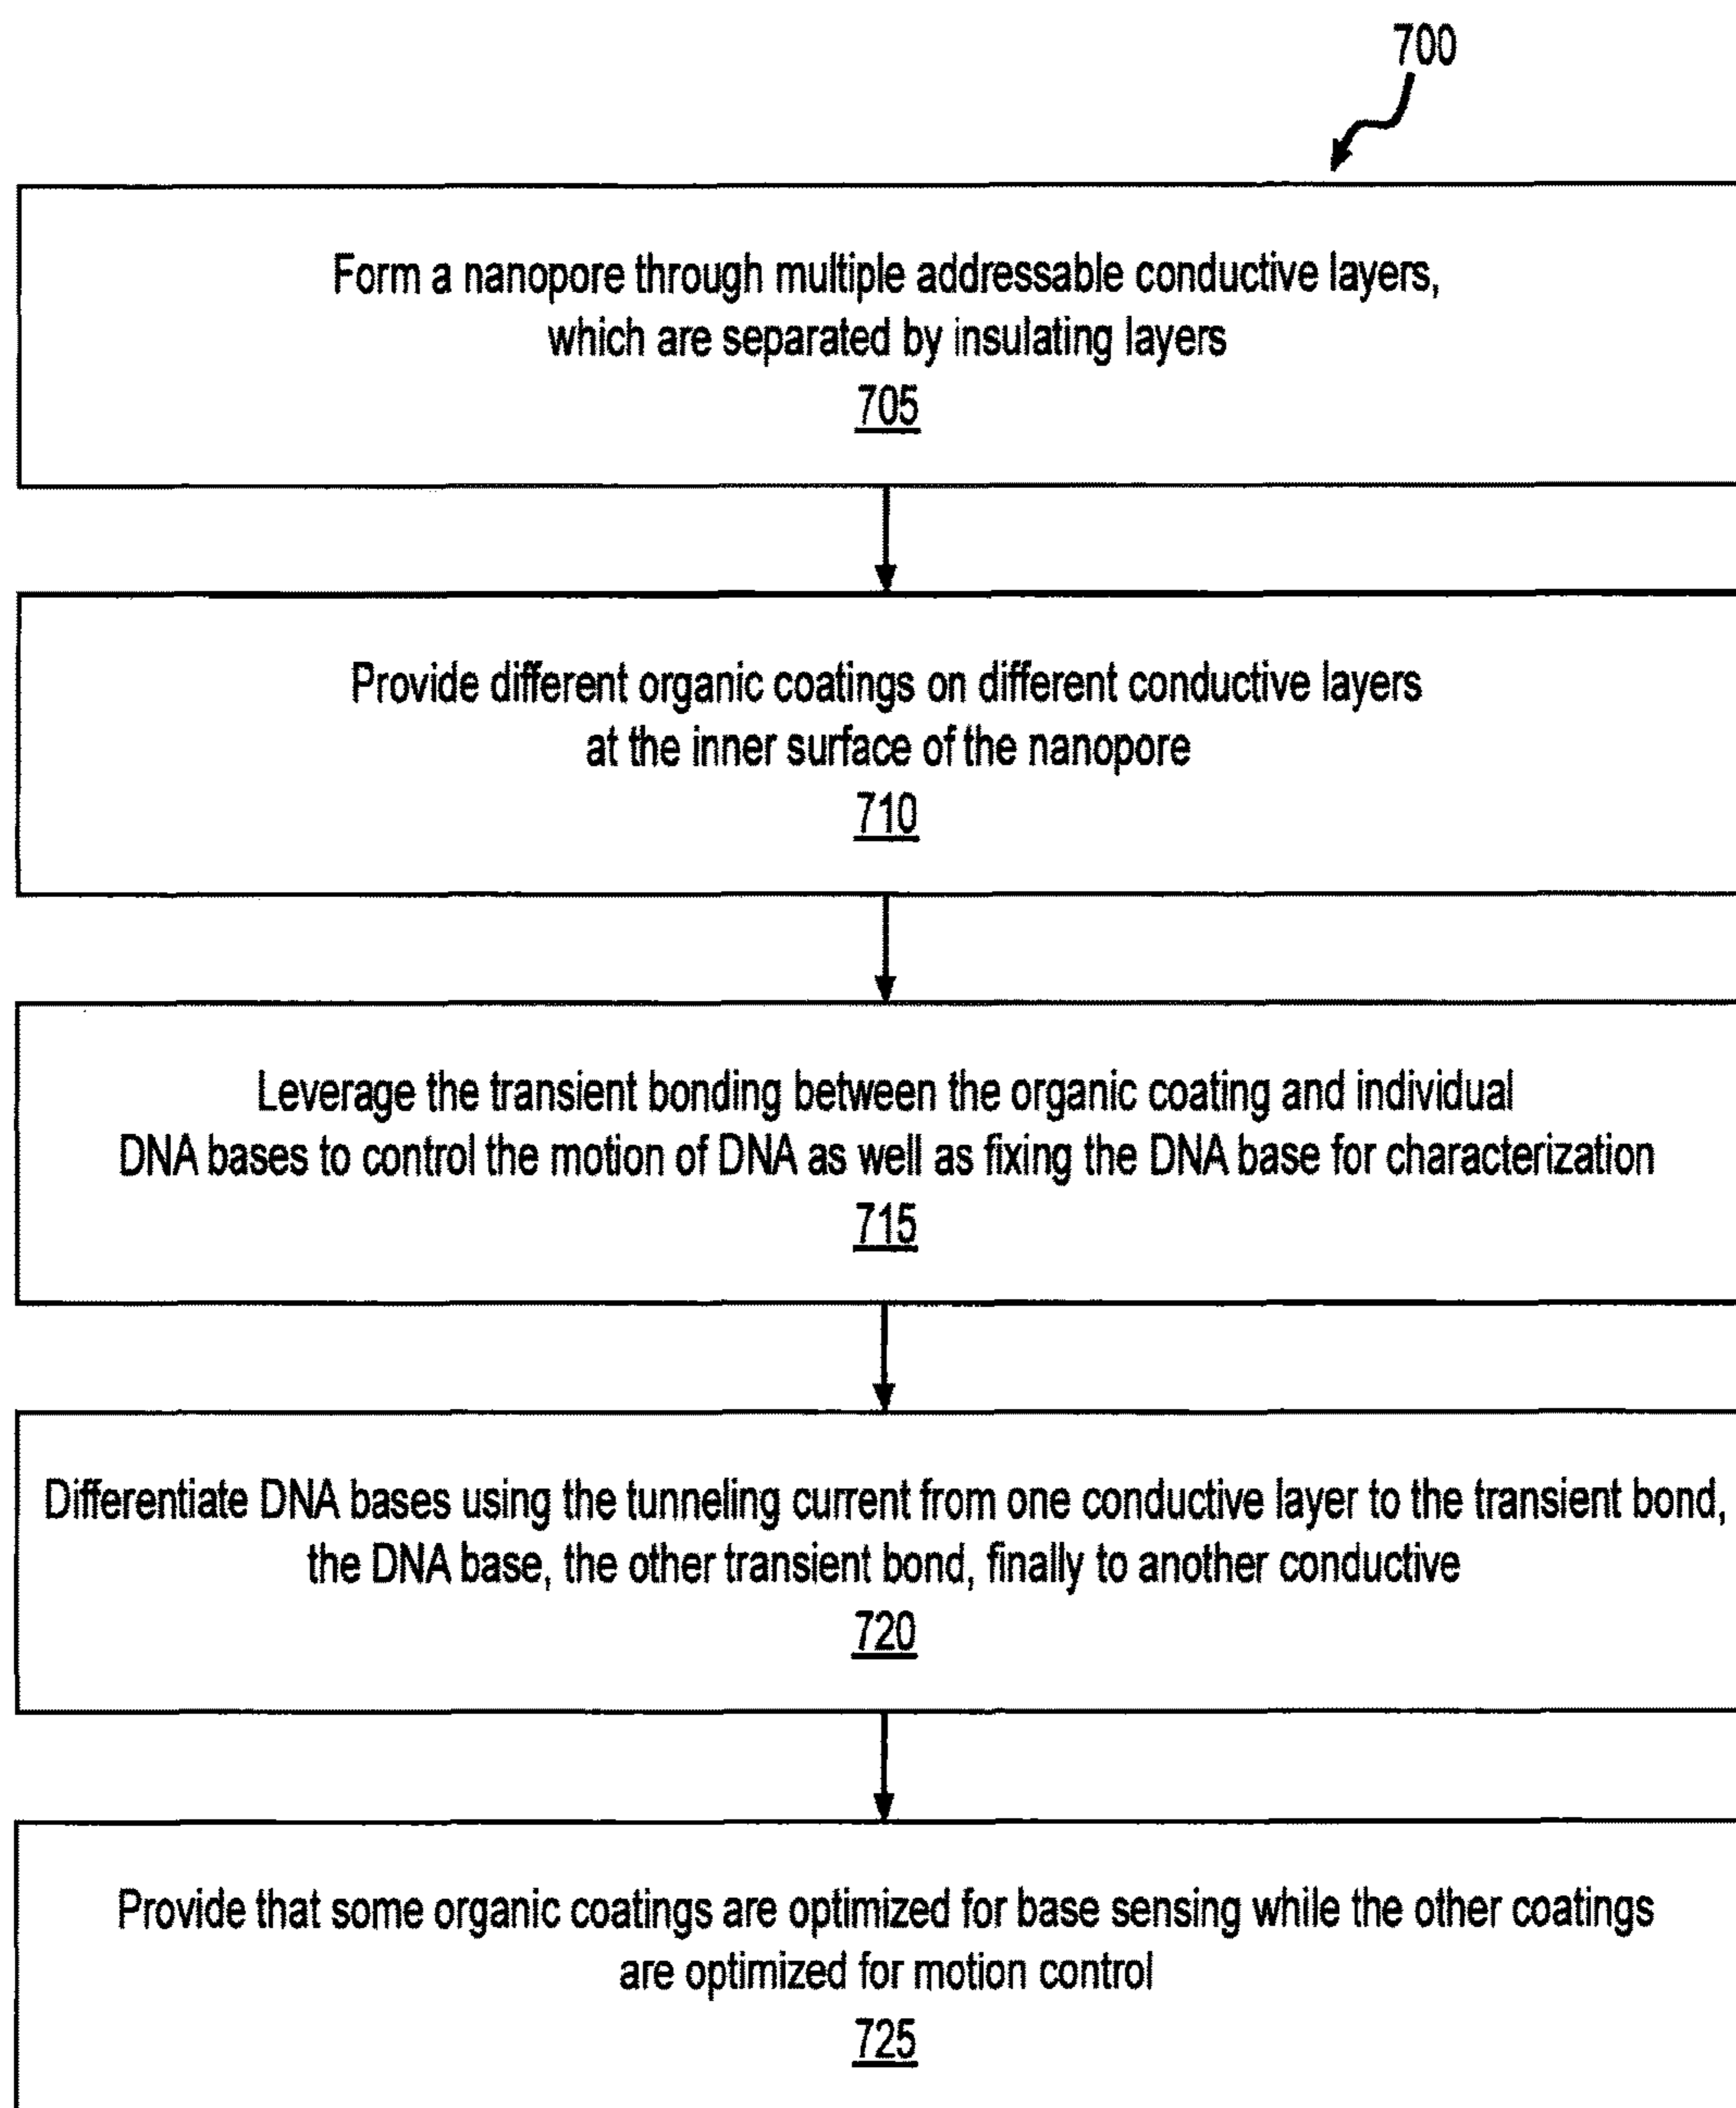 700
Form a nanopore through multiple addressable conductive layers,
which are separated by insulating layers
705
Provide different organic coatings on different conductive layers
at the inner surface of the nanopore
710
Leverage the transient bonding between the organic coating and individual
DNA bases to control the motion of DNA as well as fixing the DNA base for characterization
715
Differentiate DNA bases using the tunneling current from one conductive layer to the transient bond,
the DNA base, the other transient bond, finally to another conductive
720
Provide that some organic coatings are optimized for base sensing while the other coatings
are optimized for motion control
725